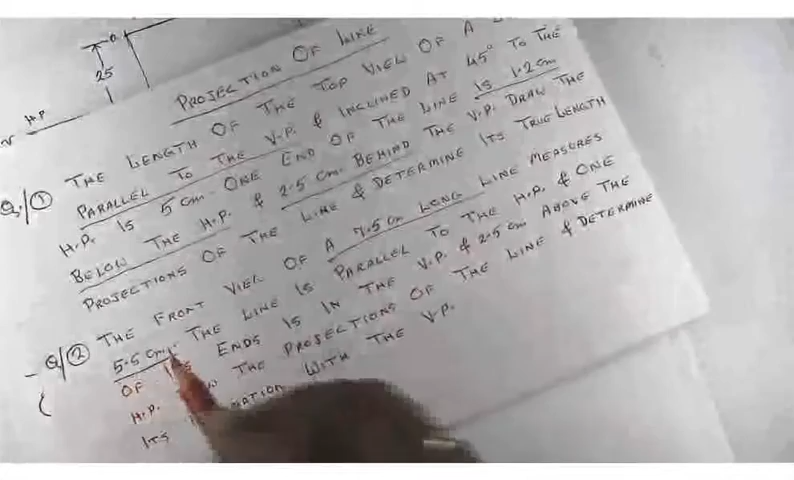 25
H.P
PROJECTION OF LINE
Q/① THE LENGTH OF THE TOP VIEW OF A
PARALLEL TO THE V.P. & INCLINED AT 45° TO THE
H.P. IS 5 cm. ONE END OF THE LINE IS 1.2 cm
BELOW THE H.P. & 2.5 cm. BEHIND THE V.P. DRAW THE
PROJECTIONS OF THE LINE & DETERMINE ITS TRUE LENGTH
Q/② THE FRONT VIEW OF A 7.5 cm LONG LINE MEASURES
5.5 cm. THE LINE IS PARALLEL TO THE H.P. & ONE
OF ENDS IS IN THE V.P. & 2.5 cm ABOVE THE
H.P. THE PROJECTIONS OF THE LINE & DETERMINE
ITS WITH THE V.P.